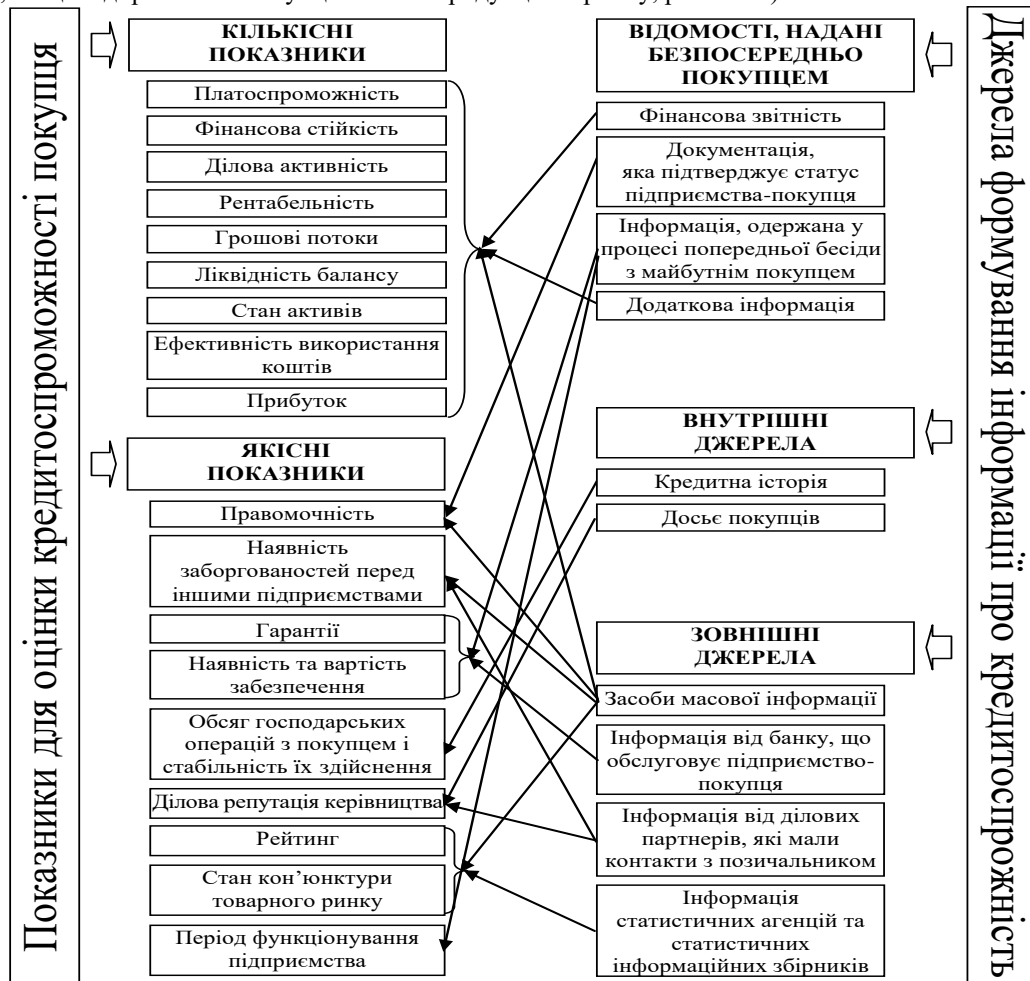 Показники для оцінки кредитоспроможності покупця
КІЛЬКІСНІ
ПОКАЗНИКИ
Платоспроможність
Фінансова стійкість
Ділова активність
Рентабельність
Грошові потоки
Ліквідність балансу
Стан активів
Ефективність використання
коштів
Прибуток
ЯКІСНІ
ПОКАЗНИКИ
Правомочність
Наявність
заборгованостей перед
іншими підприємствами
Гарантії
Наявність та вартість
забезпечення
Обсяг господарських
операцій з покупцем і
стабільність їх здійснення
Ділова репутація керівництва
Рейтинг
Стан кон’юнктури
товарного ринку
Період функціонування
підприємства
ВІДОМОСТІ, НАДАНІ
БЕЗПОСЕРЕДНЬО
ПОКУПЦЕМ
Фінансова звітність
Документація,
яка підтверджує статус
підприємства-покупця
Інформація, одержана у
процесі попередньої бесіди
з майбутнім покупцем
Додаткова інформація
ВНУТРІШНІ
ДЖЕРЕЛА
Кредитна історія
Досьє покупців
ЗОВНІШНІ
ДЖЕРЕЛА
Засоби масової інформації
Інформація від банку, що
обслуговує підприємство-
покупця
Інформація від ділових
партнерів, які мали
контакти з позичальником
Інформація
статистичних агенцій та
статистичних
інформаційних збірників
Джерела формування інформації про кредитоспрожність